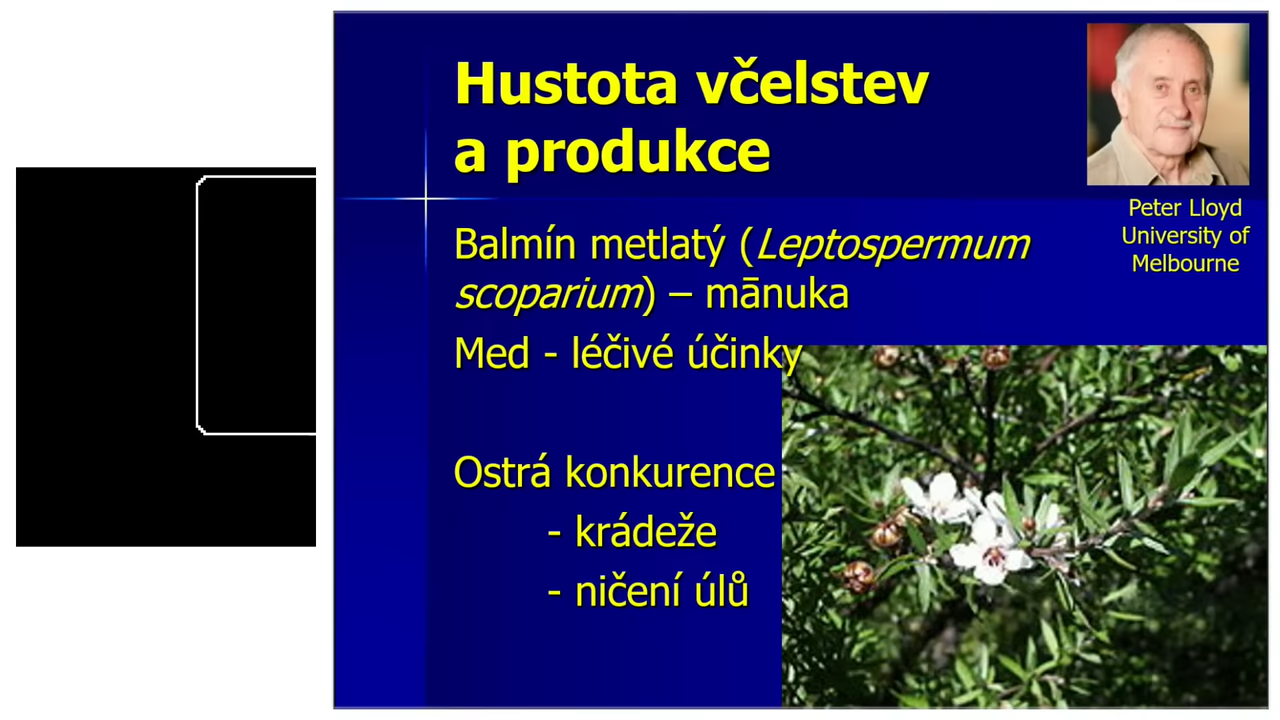 Hustota včelstev
a produkce
Peter Lloyd
University of
Melbourne
Balmín metlatý (Leptospermum
scoparium) – mānuka
Med - léčivé účinky
Ostrá konkurence
- krádeže
- ničení úlů